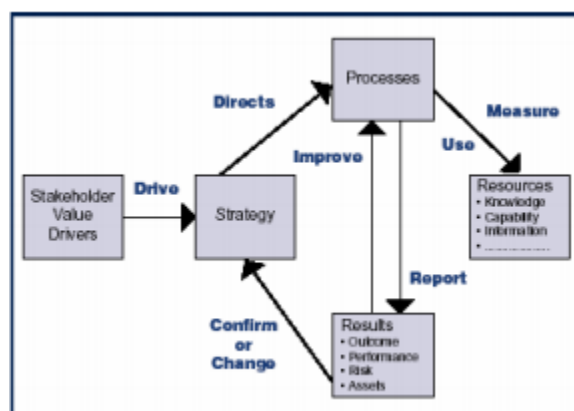 Processes
Directs
Measure
Improve
Use
Stakeholder
Value
Drivers
Drive
Strategy
Resources
• Knowledge
• Capability
• Information
• ................
Report
Confirm
or
Change
Results
• Outcome
• Performance
• Risk
• Assets